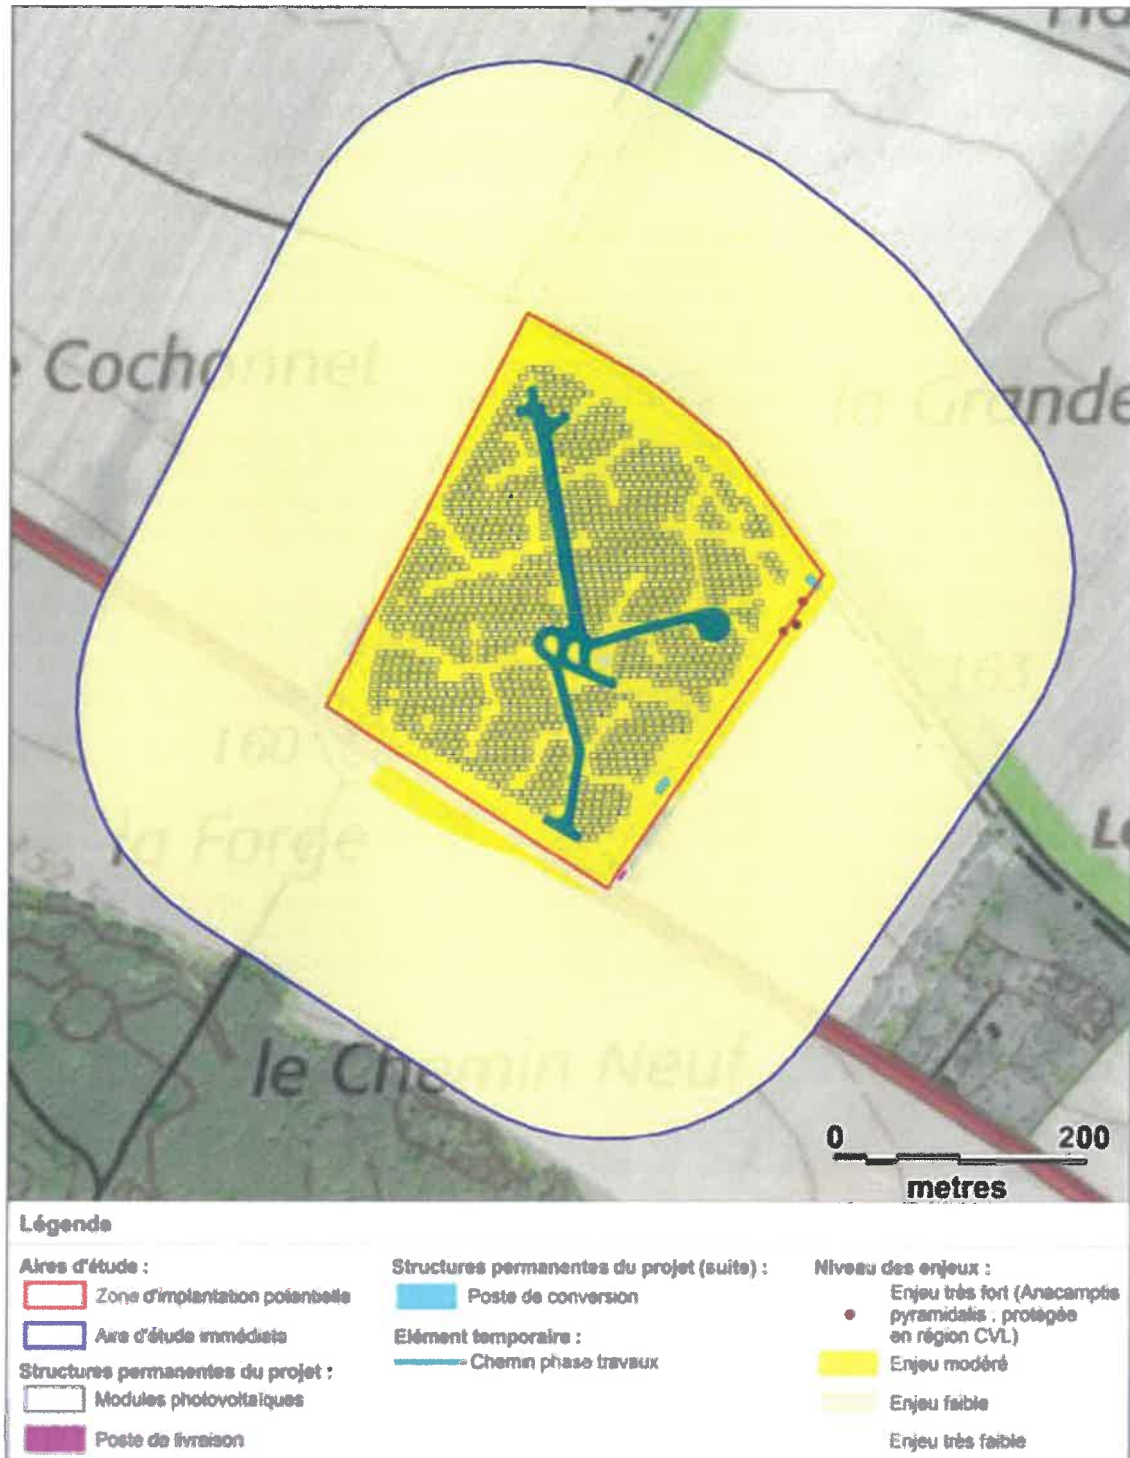 Cochonnet
la Grande
163
160
la Forge
152
Le
le Chemin Neuf
0 200
metres
Légende
Aires d'étude :
Zone d'implantation potentielle
Aire d'étude immédiate
Structures permanentes du projet :
Modules photovoltaïques
Poste de livraison
Structures permanentes du projet (suite) :
Poste de conversion
Elément temporaire :
Chemin phase travaux
Niveau des enjeux :
Enjeu très fort (Anacamptis
pyramidalis : protégée
en région CVL)
Enjeu modéré
Enjeu faible
Enjeu très faible